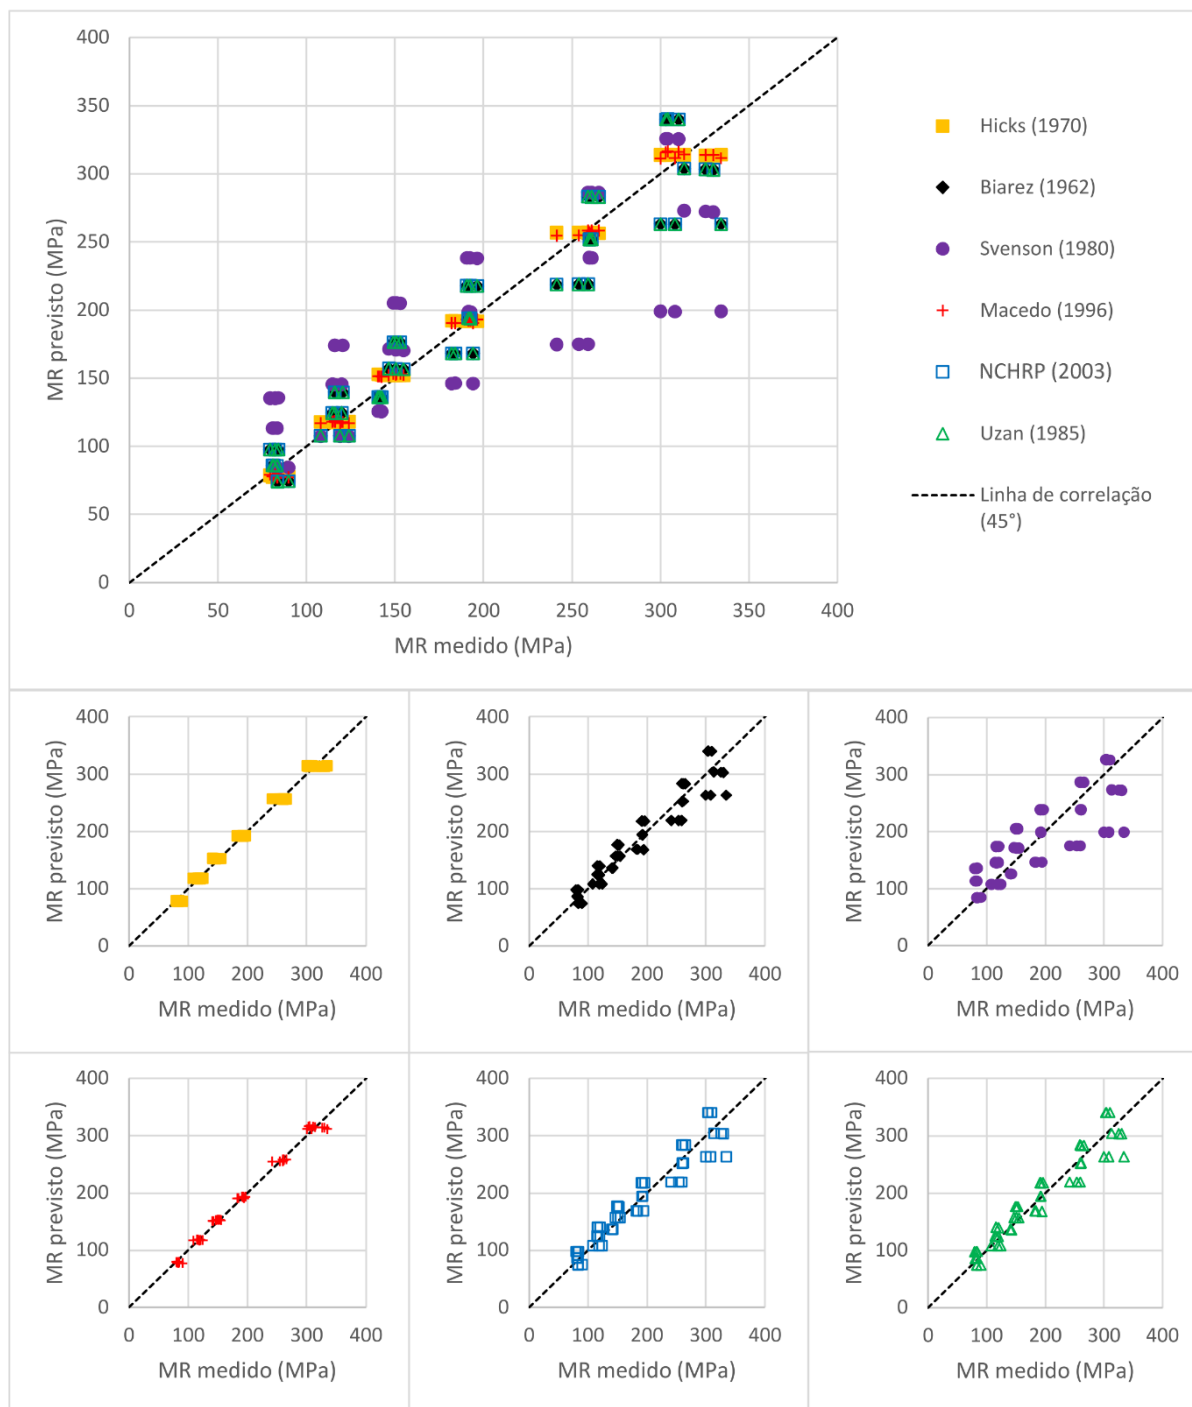 400
350
300
250
200
150
100
50
0
MR previsto (MPa)
0 50 100 150 200 250 300 350 400
MR medido (MPa)
Hicks (1970)
Biarez (1962)
Svenson (1980)
Macedo (1996)
NCHRP (2003)
Uzan (1985)
Linha de correlação
(45°)
400
300
200
100
0
MR previsto (MPa)
0 100 200 300 400
MR medido (MPa)
400
300
200
100
0
MR previsto (MPa)
0 100 200 300 400
MR medido (MPa)
400
300
200
100
0
MR previsto (MPa)
0 100 200 300 400
MR medido (MPa)
400
300
200
100
0
MR previsto (MPa)
0 100 200 300 400
MR medido (MPa)
400
300
200
100
0
MR previsto (MPa)
0 100 200 300 400
MR medido (MPa)
400
300
200
100
0
MR previsto (MPa)
0 100 200 300 400
MR medido (MPa)